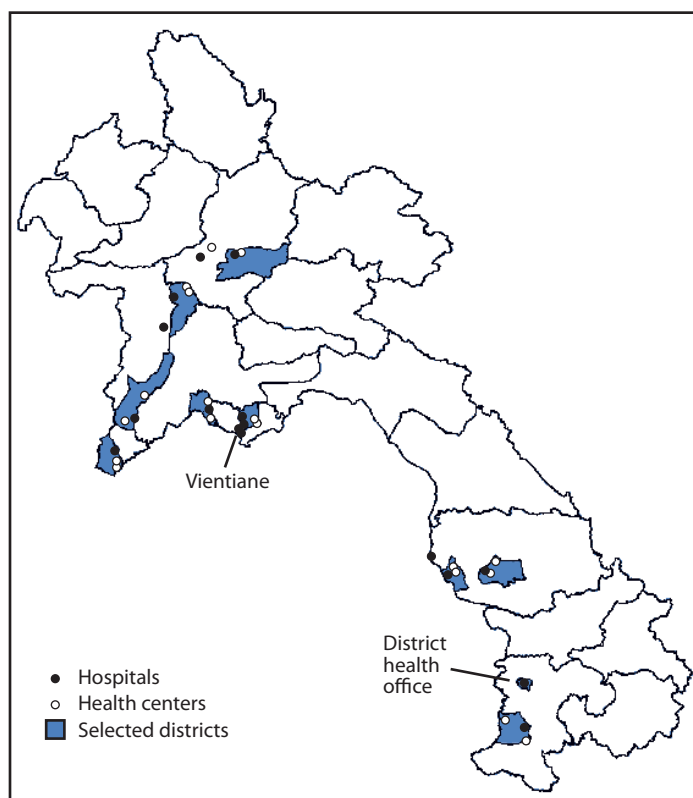 Vientiane
District
health
office
Hospitals
Health centers
Selected districts